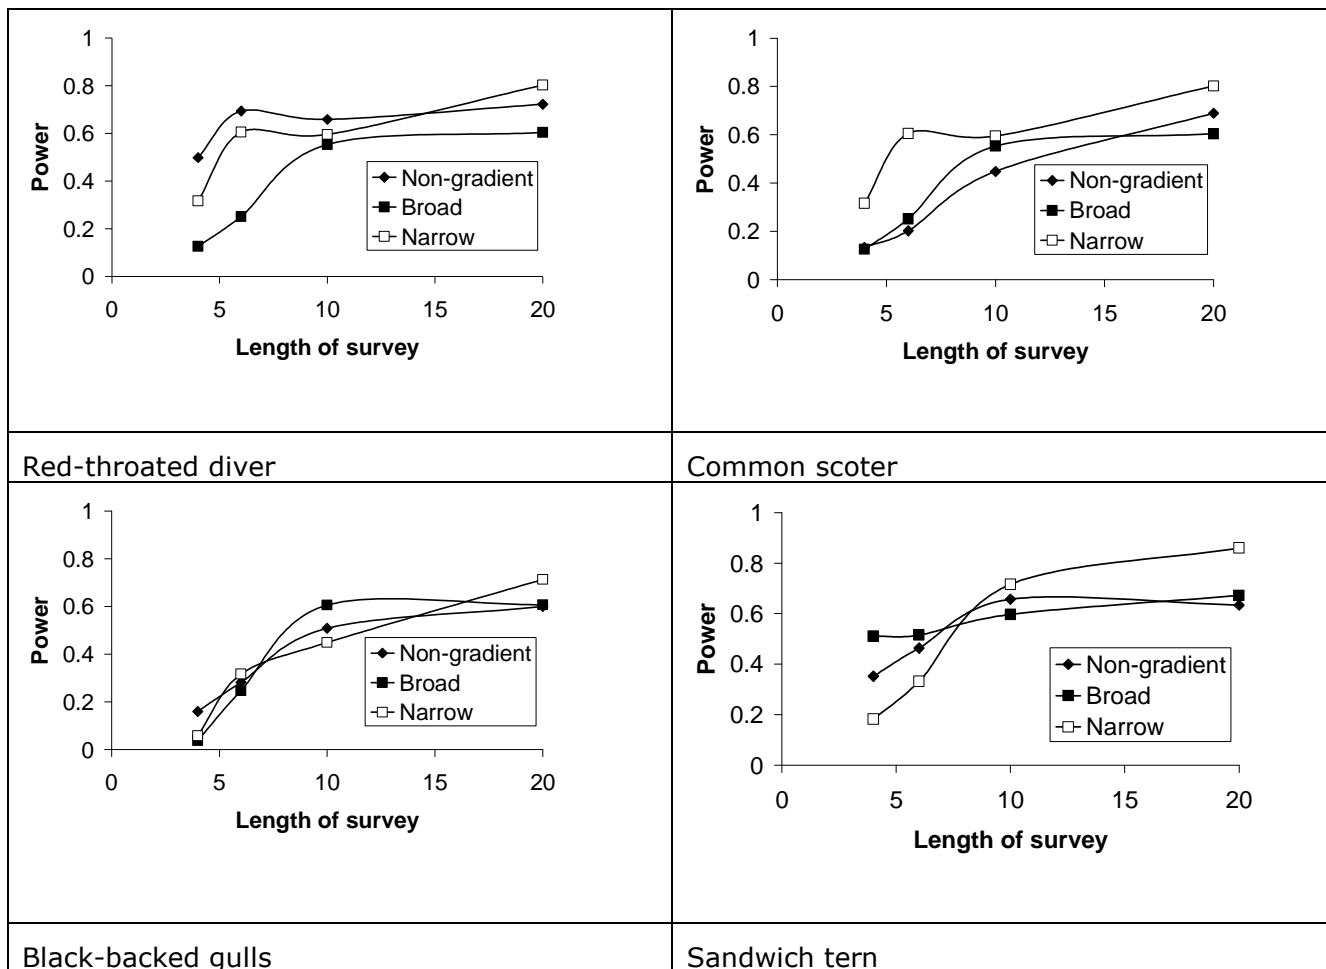 1
0.8
0.6
0.4
0.2
0
Power
Non-gradient
Broad
Narrow
0 5 10 15 20
Length of survey
Red-throated diver
1
0.8
0.6
0.4
0.2
0
Power
Non-gradient
Broad
Narrow
0 5 10 15 20
Length of survey
Common scoter
1
0.8
0.6
0.4
0.2
0
Power
Non-gradient
Broad
Narrow
0 5 10 15 20
Length of survey
Black-backed gulls
1
0.8
0.6
0.4
0.2
0
Power
Non-gradient
Broad
Narrow
0 5 10 15 20
Length of survey
Sandwich tern